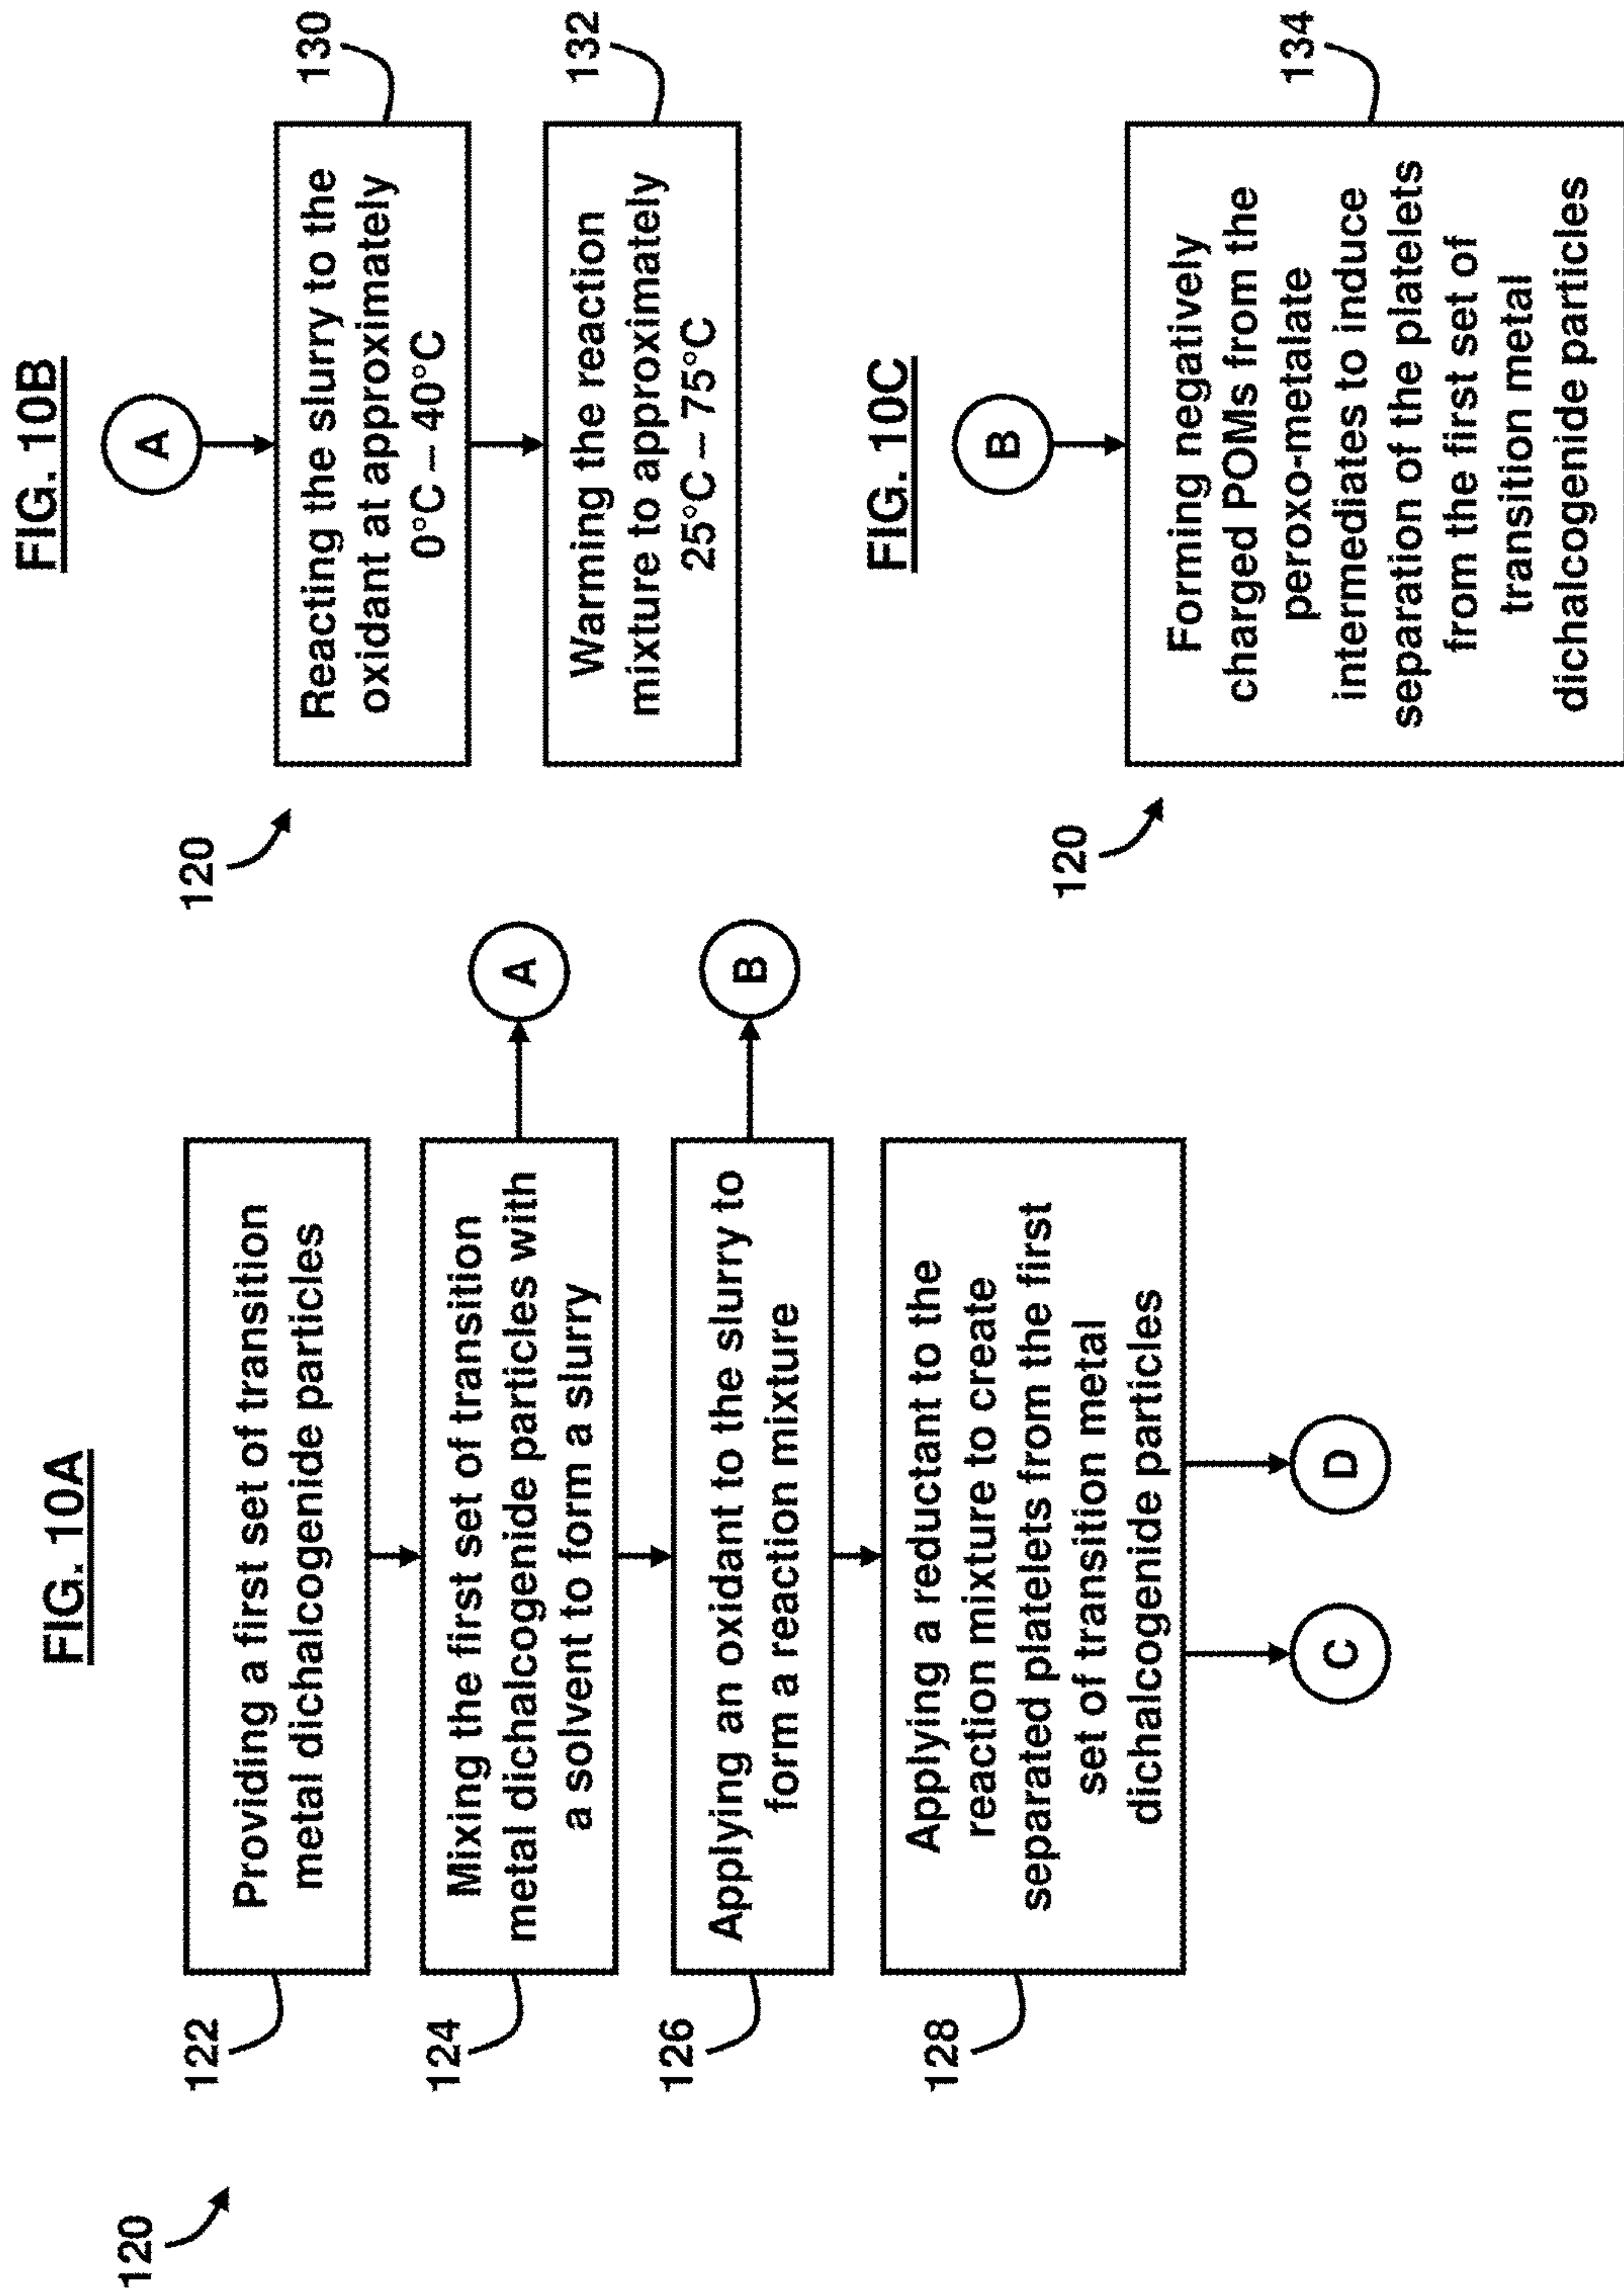 FIG. 10A
120
122
Providing a first set of transition
metal dichalcogenide particles
124
Mixing the first set of transition
metal dichalcogenide particles with
a solvent to form a slurry
A
126
Applying an oxidant to the slurry to
form a reaction mixture
B
128
Applying a reductant to the
reaction mixture to create
separated platelets from the first
set of transition metal
dichalcogenide particles
C
D
FIG. 10B
120
A
Reacting the slurry to the
oxidant at approximately
0°C – 40°C
130
Warming the reaction
mixture to approximately
25°C – 75°C
132
FIG. 10C
120
B
Forming negatively
charged POMs from the
peroxo-metalate
intermediates to induce
separation of the platelets
from the first set of
transition metal
dichalcogenide particles
134